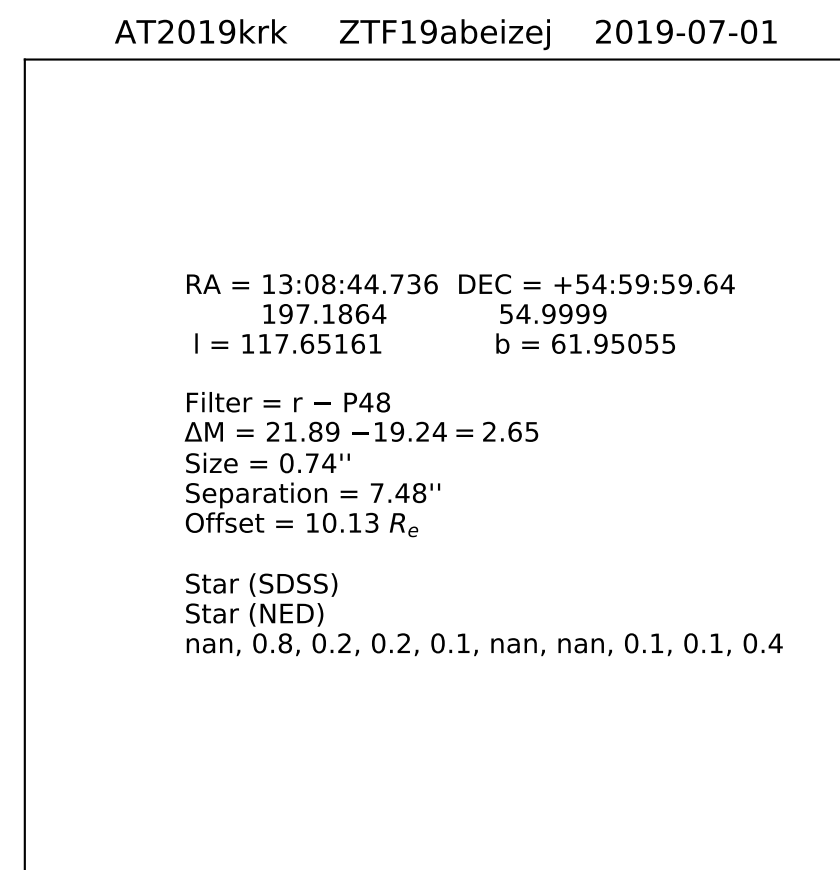 AT2019krk ZTF19abeizej 2019-07-01
RA = 13:08:44.736 DEC = +54:59:59.64
197.1864 54.9999
l = 117.65161 b = 61.95055
Filter = r − P48
ΔM = 21.89 −19.24 = 2.65
Size = 0.74''
Separation = 7.48''
Offset = 10.13 Re
Star (SDSS)
Star (NED)
nan, 0.8, 0.2, 0.2, 0.1, nan, nan, 0.1, 0.1, 0.4